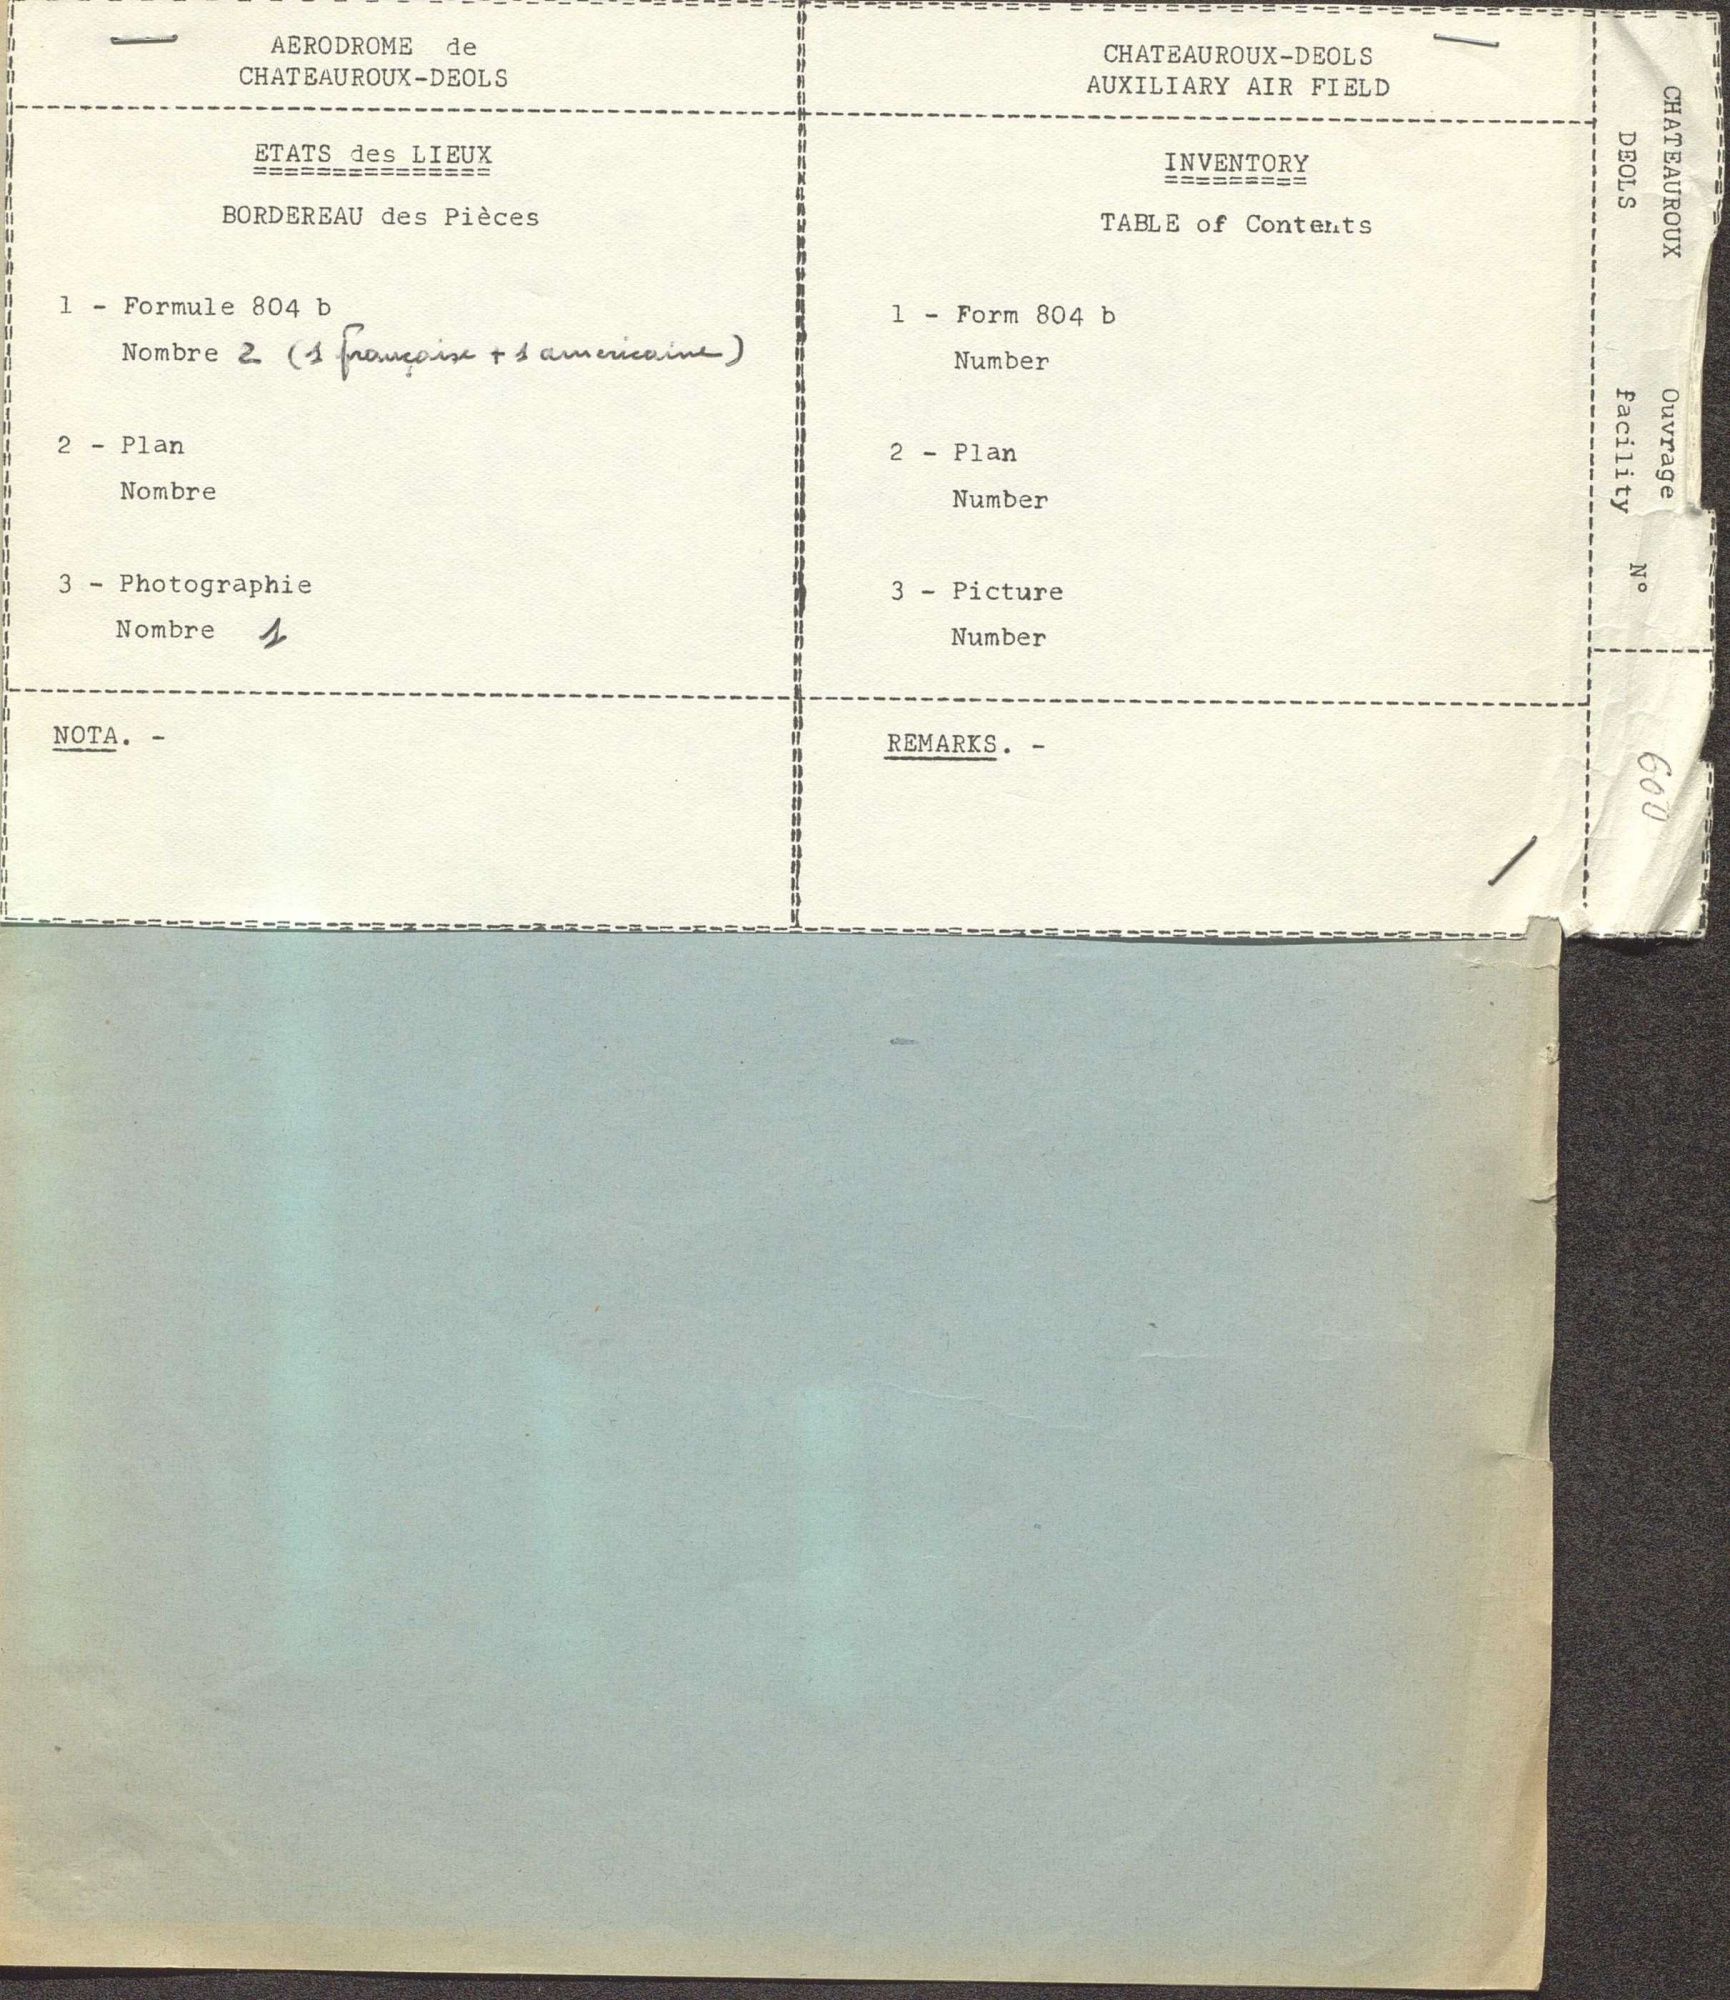 AERODROME de
CHATEAUROUX-DEOLS
ETATS des LIEUX
BORDEREAU des Pièces
1 - Formule 804 b
Nombre 2 (1 française + 1 americaine)
2 - Plan
Nombre
3 - Photographie
Nombre 1
NOTA. -
CHATEAUROUX-DEOLS
AUXILIARY AIR FIELD
INVENTORY
TABLE of Contents
1 - Form 804 b
Number
2 - Plan
Number
3 - Picture
Number
REMARKS. -
CHATEAUROUX
DEOLS
Ouvrage
facility
N°
600